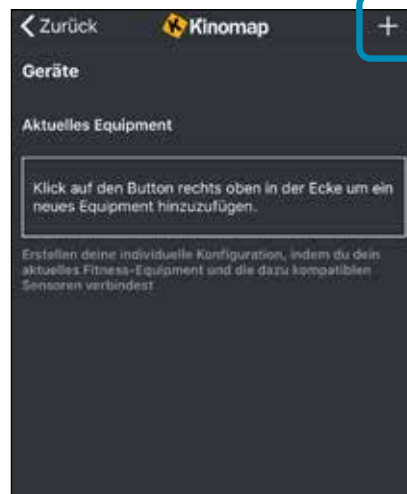 Zurück Kinomap +
Geräte
Aktuelles Equipment
Klick auf den Button rechts oben in der Ecke um ein
neues Equipment hinzuzufügen.
Erstellen deine individuelle Konfiguration, indem du dein
aktuelles Fitness-Equipment und die dazu kompatiblen
Sensoren verbindest